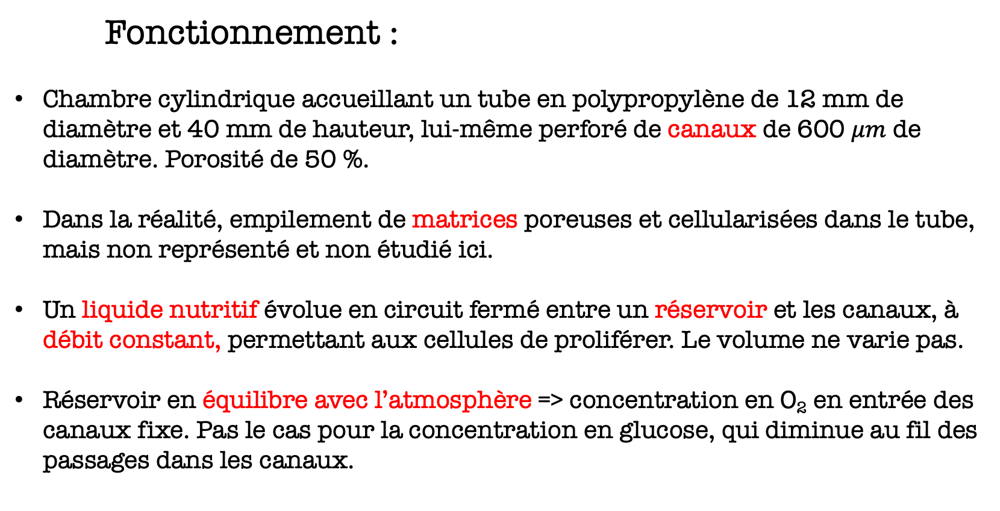 Fonctionnement :
• Chambre cylindrique accueillant un tube en polypropylène de 12 mm de
diamètre et 40 mm de hauteur, lui-même perforé de canaux de 600 μm de
diamètre. Porosité de 50 %.
• Dans la réalité, empilement de matrices poreuses et cellularisées dans le tube,
mais non représenté et non étudié ici.
• Un liquide nutritif évolue en circuit fermé entre un réservoir et les canaux, à
débit constant, permettant aux cellules de proliférer. Le volume ne varie pas.
• Réservoir en équilibre avec l’atmosphère => concentration en O₂ en entrée des
canaux fixe. Pas le cas pour la concentration en glucose, qui diminue au fil des
passages dans les canaux.